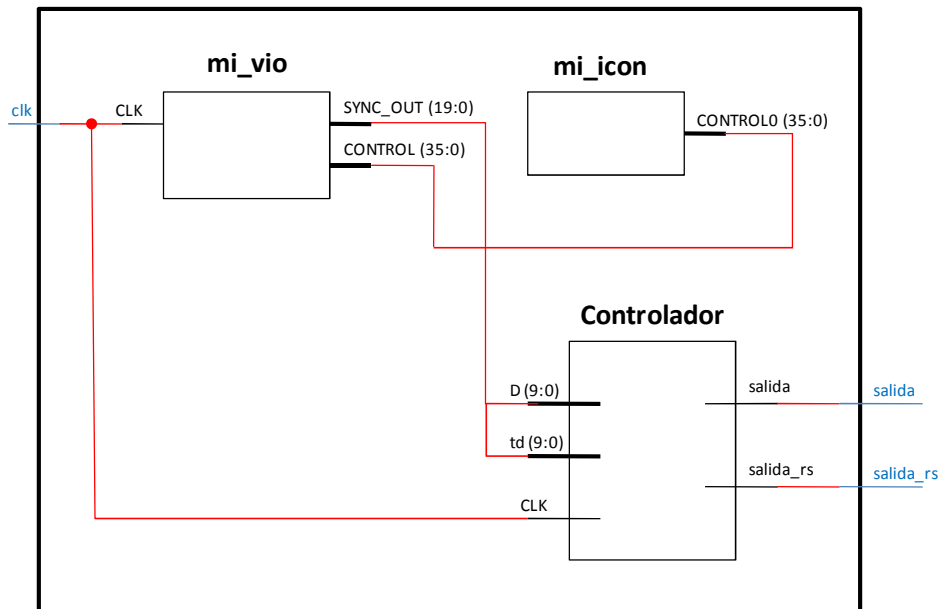 mi_vio
mi_icon
clk
CLK
SYNC_OUT (19:0)
CONTROL (35:0)
CONTROL0 (35:0)
Controlador
D (9:0)
td (9:0)
CLK
salida
salida
salida_rs
salida_rs